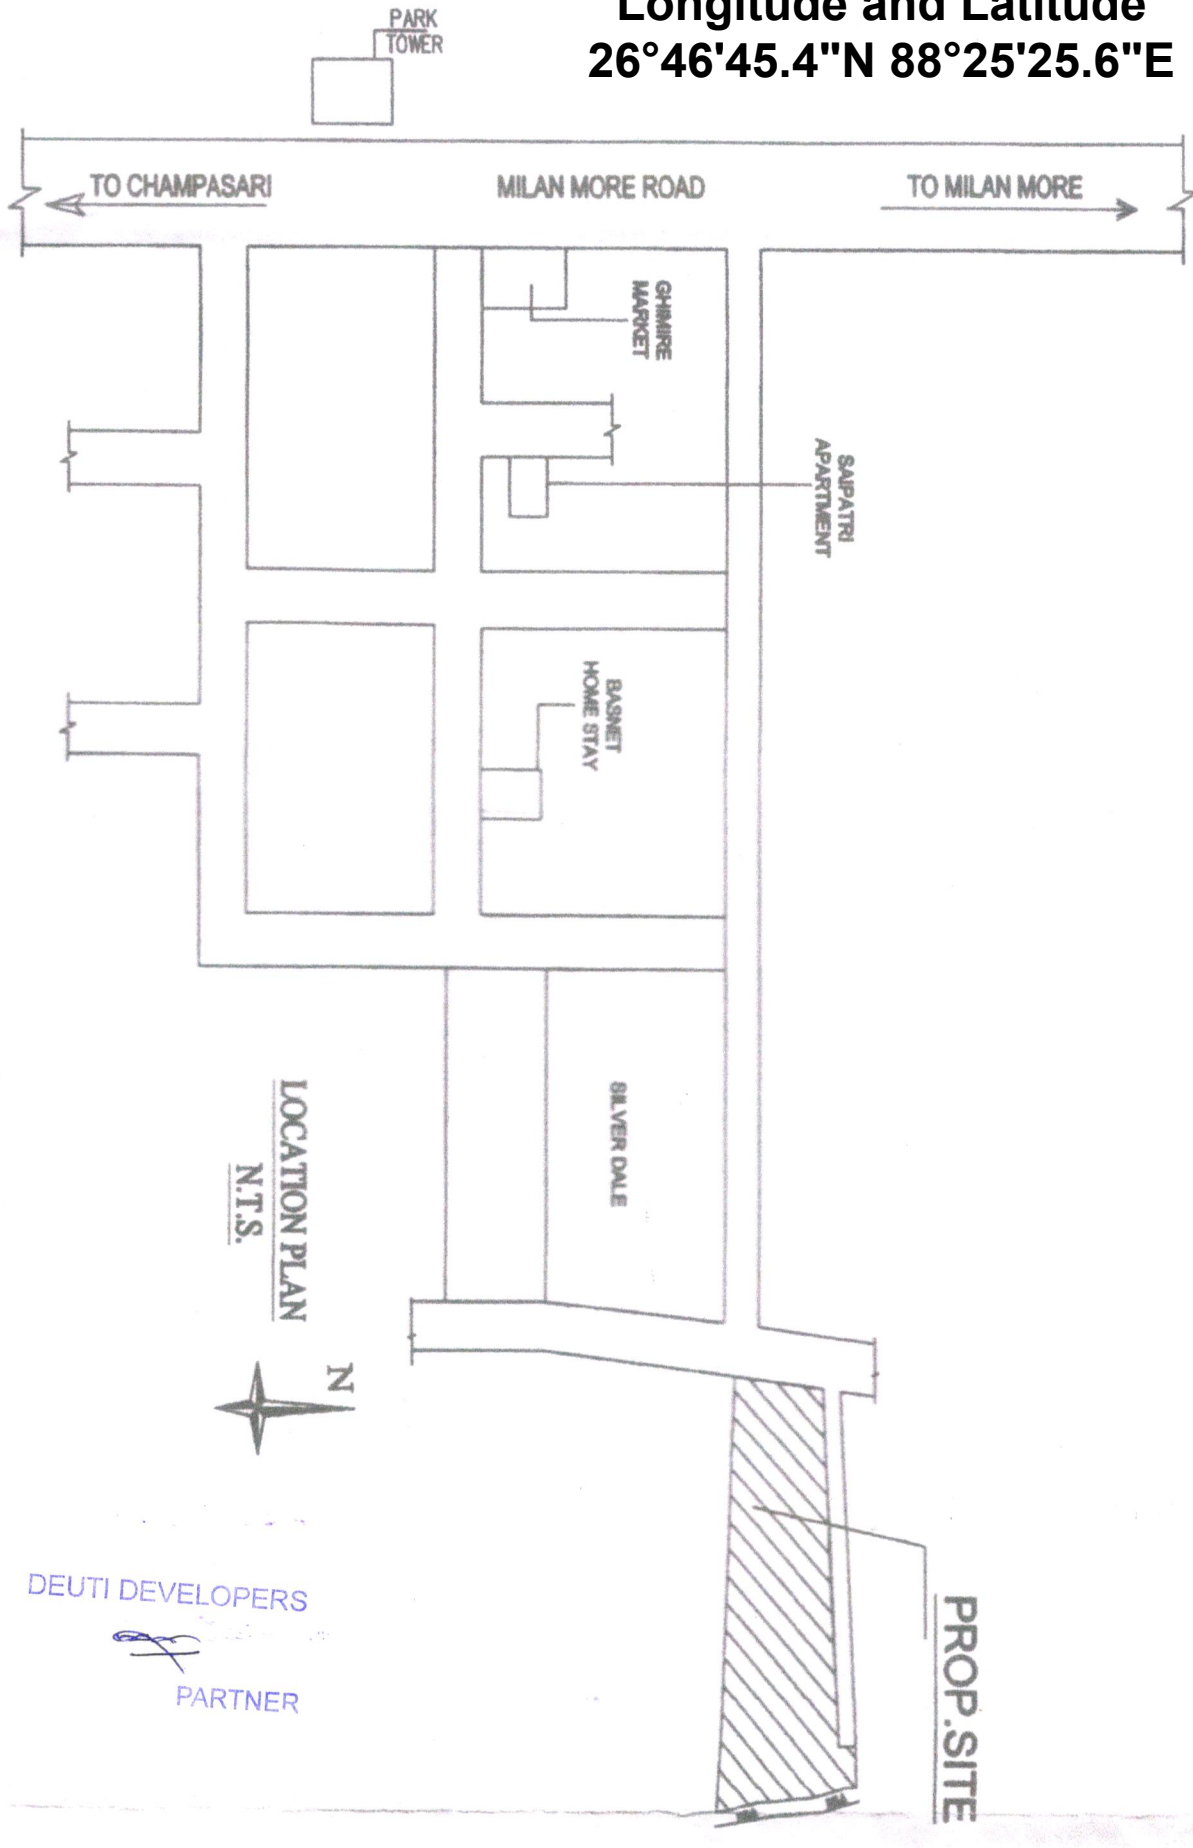 Longitude and Latitude
26°46'45.4"N 88°25'25.6"E
PARK
TOWER
TO CHAMPASARI
MILAN MORE ROAD
TO MILAN MORE
GHIMIRE
MARKET
SAIPATRI
APARTMENT
BASNET
HOME STAY
SILVER DALE
LOCATION PLAN
N.T.S.
N
PROP.SITE
DEUTI DEVELOPERS
PARTNER